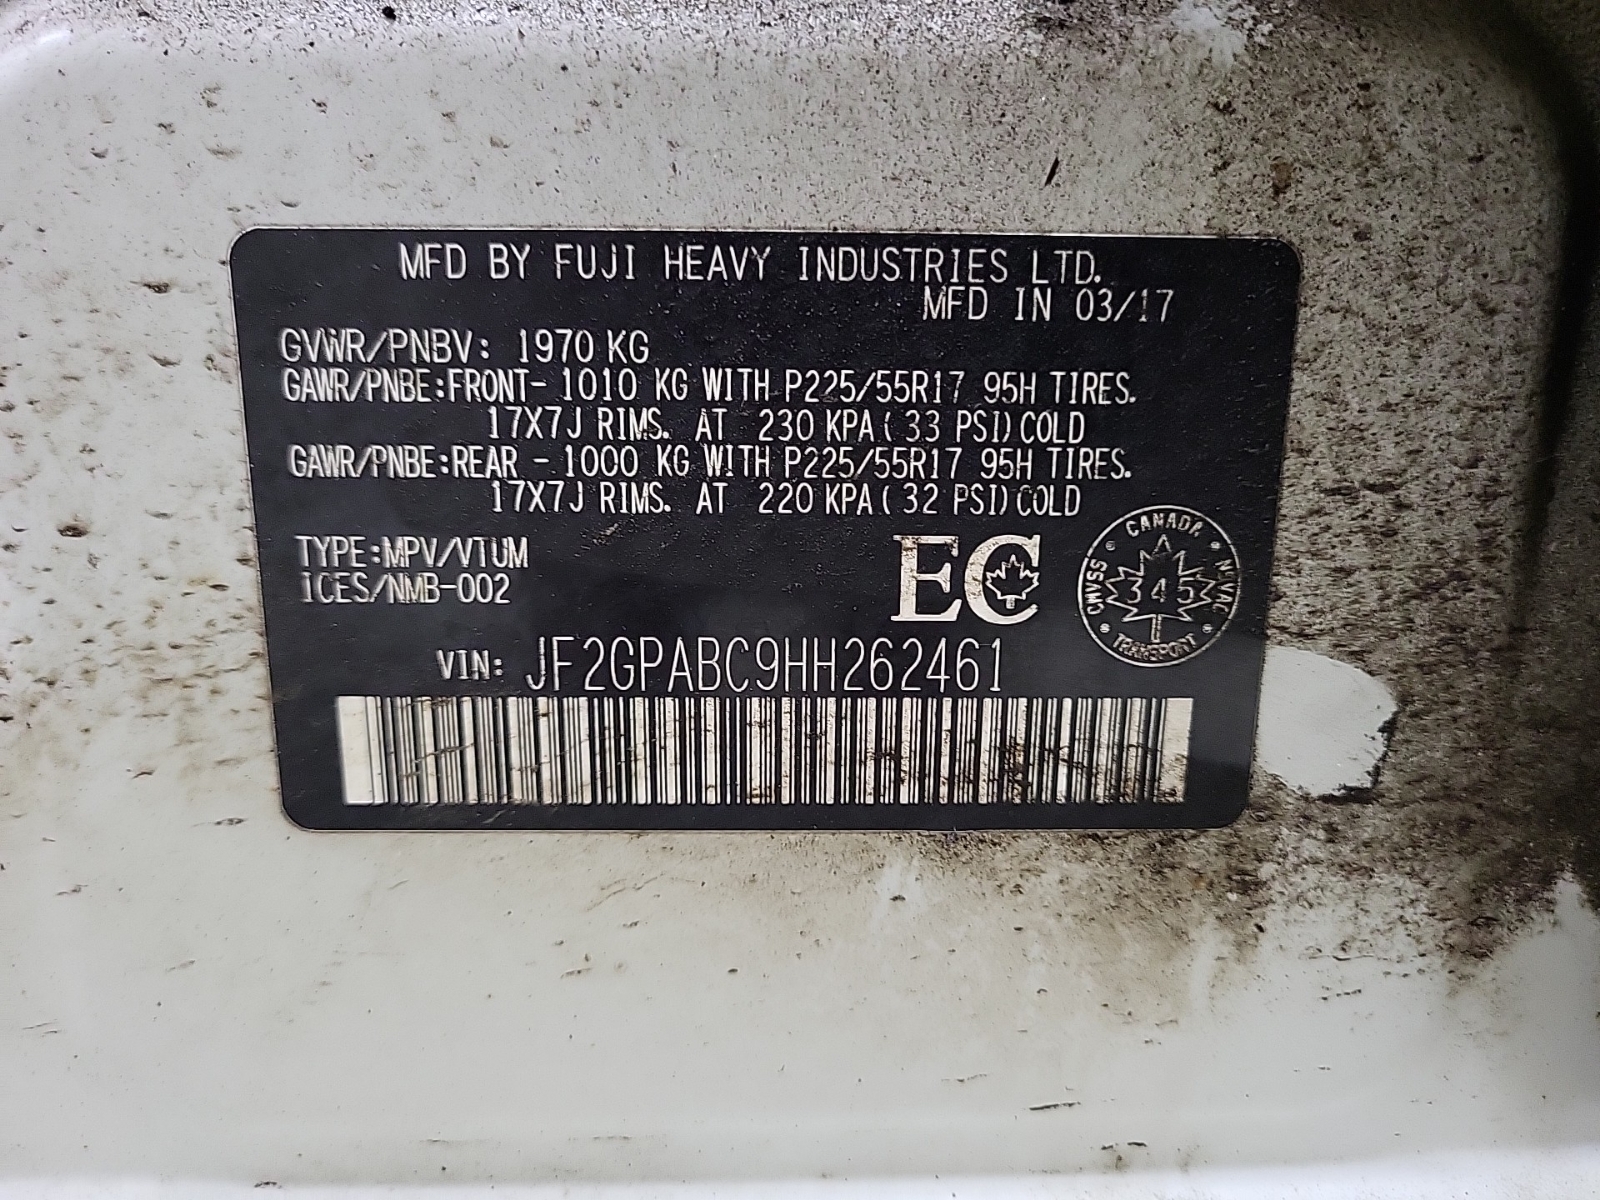 MFD BY FUJI HEAVY INDUSTRIES LTD.
MFD IN 03/17
GVWR/PNBV: 1970 KG
GAWR/PNBE:FRONT- 1010 KG WITH P225/55R17 95H TIRES.
17X7J RIMS. AT 230 KPA( 33 PSI)COLD
GAWR/PNBE:REAR - 1000 KG WITH P225/55R17 95H TIRES.
17X7J RIMS. AT 220 KPA( 32 PSI)COLD
TYPE:MPV/VTUM
ICES/NMB-002
EC
CANADA
CMVSS 345 NSVAC
TRANSPORT
VIN: JF2GPABC9HH262461